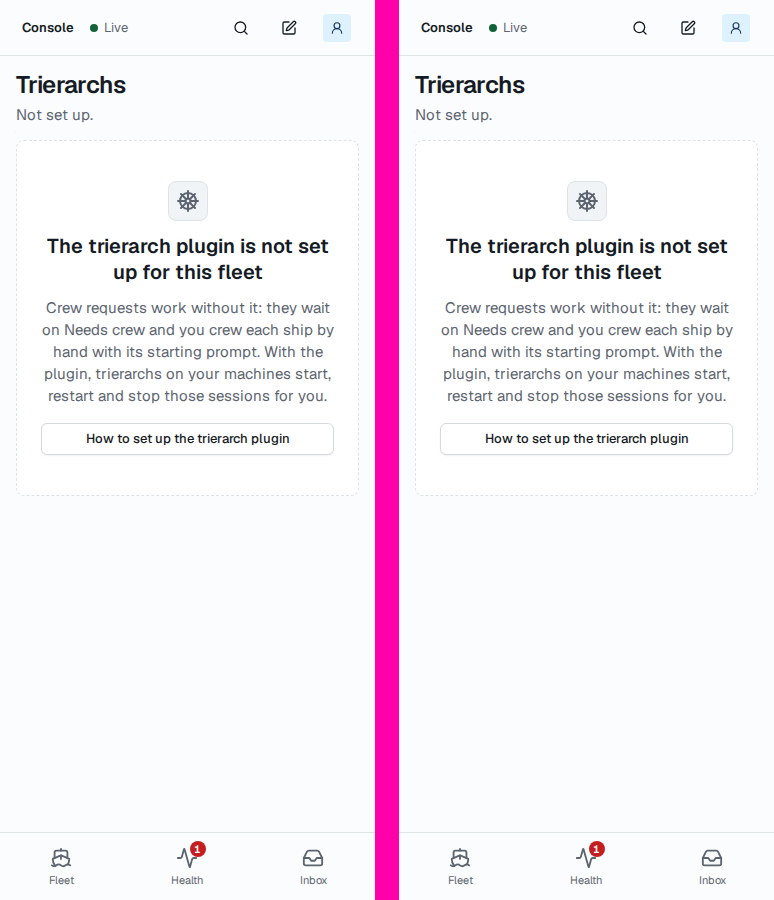 Console Live
Trierarchs
Not set up.
The trierarch plugin is not set
up for this fleet
Crew requests work without it: they wait
on Needs crew and you crew each ship by
hand with its starting prompt. With the
plugin, trierarchs on your machines start,
restart and stop those sessions for you.
How to set up the trierarch plugin
1
Fleet Health Inbox
Console Live
Trierarchs
Not set up.
The trierarch plugin is not set
up for this fleet
Crew requests work without it: they wait
on Needs crew and you crew each ship by
hand with its starting prompt. With the
plugin, trierarchs on your machines start,
restart and stop those sessions for you.
How to set up the trierarch plugin
1
Fleet Health Inbox